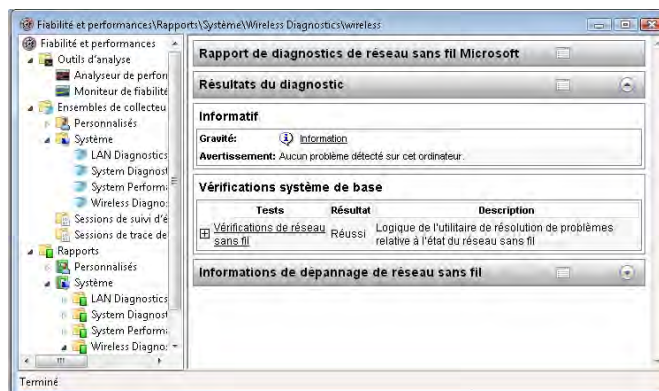 Fiabilité et performances\Rapports\Système\Wireless Diagnostics\wireless
Fiabilité et performances
Outils d'analyse
Analyseur de perfor
Moniteur de fiabilité
Ensembles de collecteu
Personnalisés
Système
LAN Diagnostics
System Diagnost
System Performa
Wireless Diagno
Sessions de suivi d'é
Sessions de trace de
Rapports
Personnalisés
Système
LAN Diagnostics
System Diagnost
System Performa
Wireless Diagno
Terminé
Rapport de diagnostics de réseau sans fil Microsoft
Résultats du diagnostic
Informatif
Gravité: Information
Avertissement: Aucun problème détecté sur cet ordinateur.
Vérifications système de base
Tests Résultat Description
Vérifications de réseau sans fil Réussi Logique de l'utilitaire de résolution de problèmes relative à l'état du réseau sans fil
Informations de dépannage de réseau sans fil